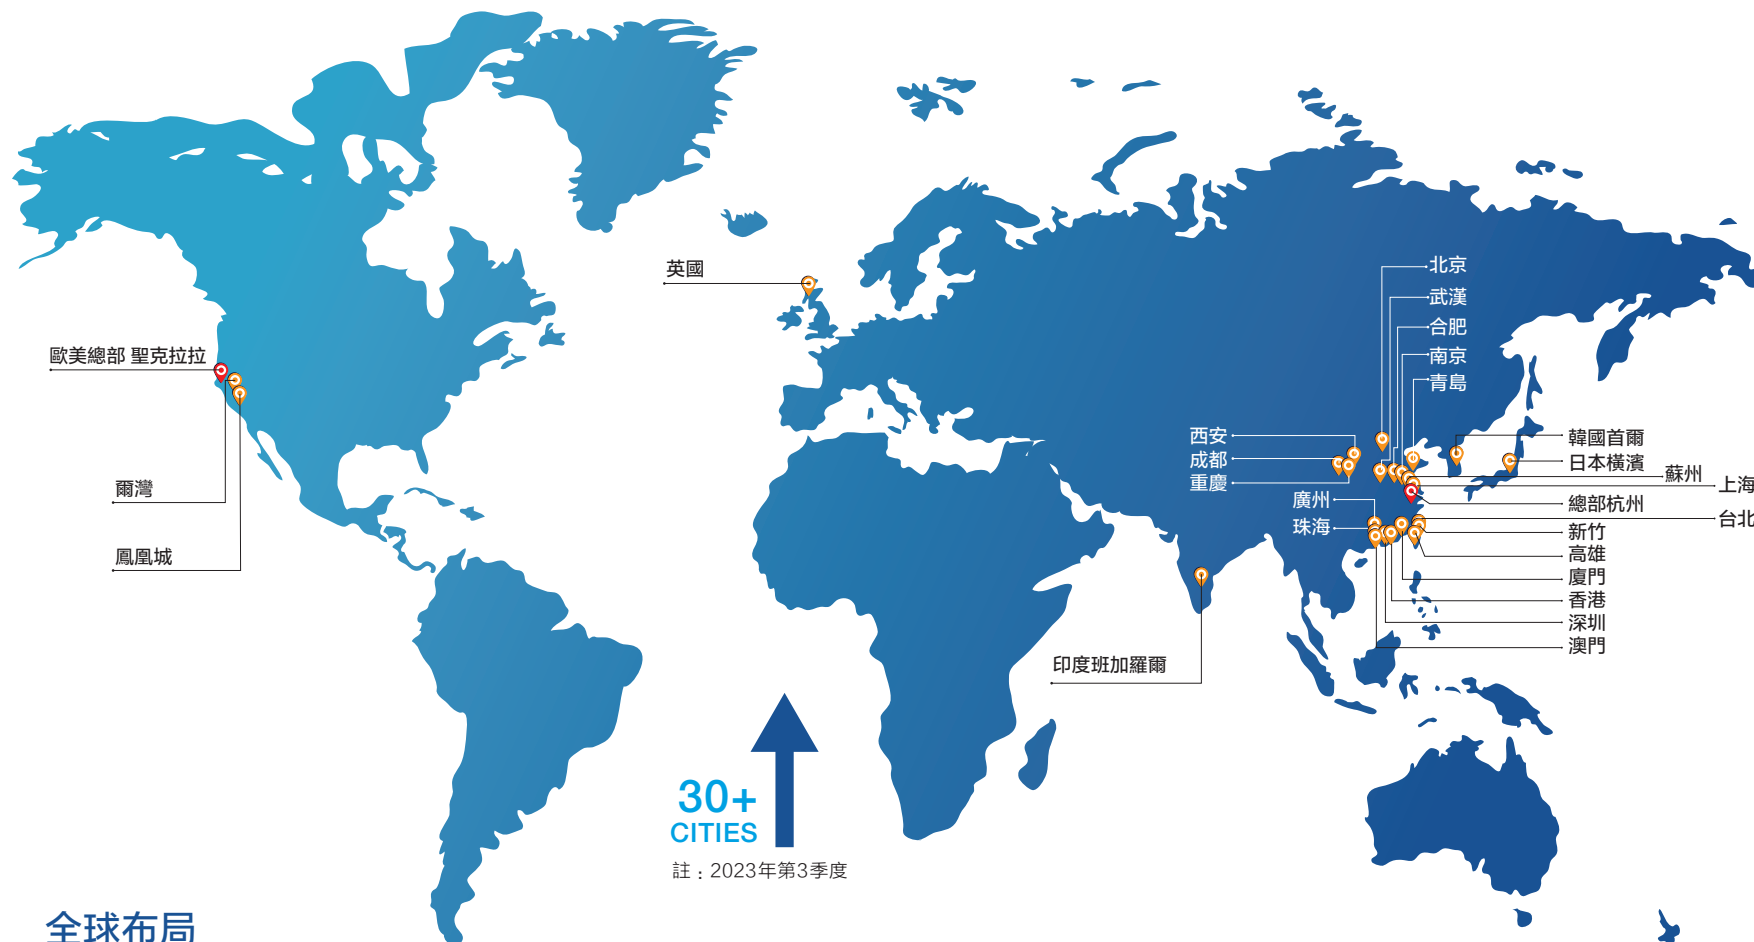 北京
英國
武漢
合肥
歐美總部 聖克拉拉
南京
青島
西安
韓國首爾
成都
日本橫濱
蘇州
重慶
上海
爾灣
廣州
總部杭州
台北
珠海
新竹
高雄
鳳凰城
廈門
香港
深圳
澳門
印度班加羅爾
30+
CITIES
註：2023年第3季度
全球布局